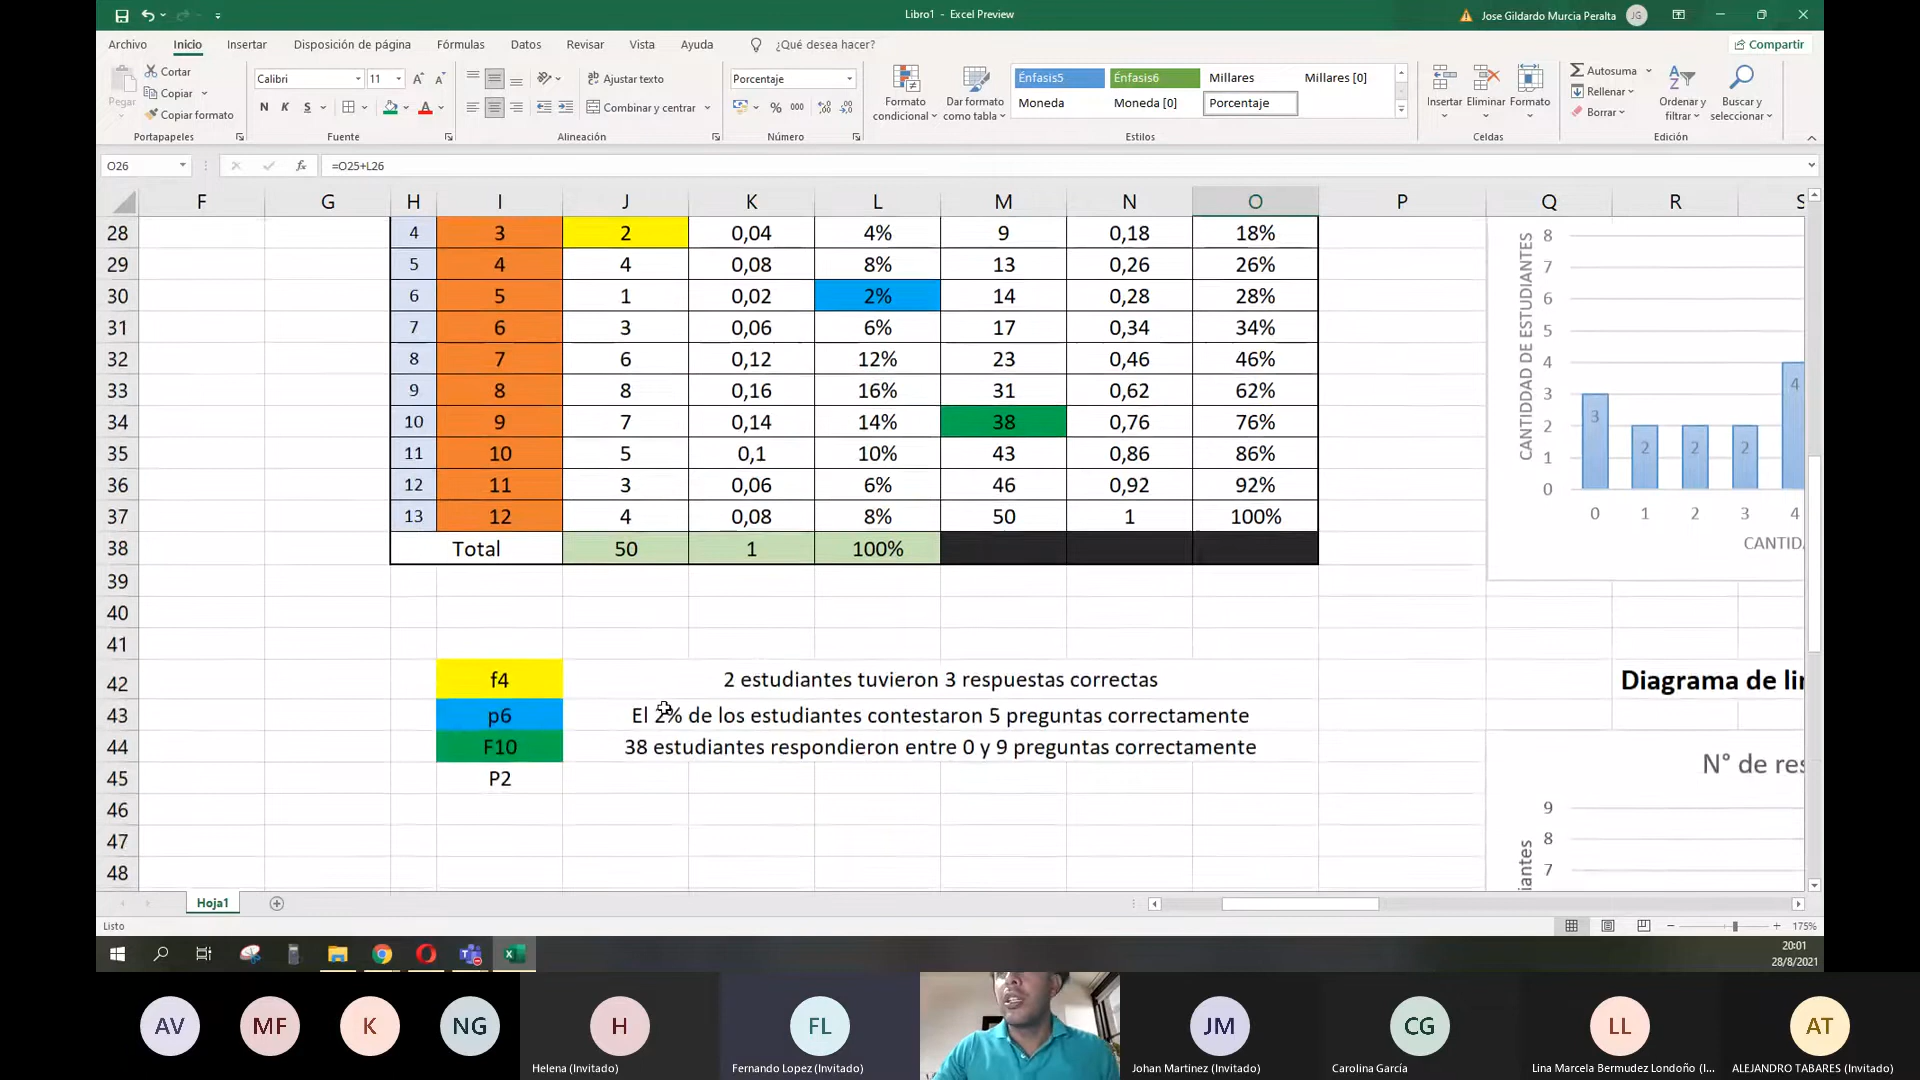 Libro1 - Excel Preview
Jose Gildardo Murcia Peralta
JG
Archivo Inicio Insertar Disposición de página Fórmulas Datos Revisar Vista Ayuda ¿Qué desea hacer? Compartir
Pegar
Cortar
Copiar
Copiar formato
Portapapeles
Calibri 11
N K S
Fuente
Ajustar texto
Combinar y centrar
Alineación
Porcentaje
% 000
Número
Formato condicional
Dar formato como tabla
Énfasis5 Énfasis6 Millares Millares [0]
Moneda Moneda [0] Porcentaje
Estilos
Insertar Eliminar Formato
Celdas
Autosuma
Rellenar
Borrar
Ordenar y filtrar
Buscar y seleccionar
Edición
O26 fx =O25+L26
F G H I J K L M N O P Q R S
28 4 3 2 0,04 4% 9 0,18 18%
29 5 4 4 0,08 8% 13 0,26 26%
30 6 5 1 0,02 2% 14 0,28 28%
31 7 6 3 0,06 6% 17 0,34 34%
32 8 7 6 0,12 12% 23 0,46 46%
33 9 8 8 0,16 16% 31 0,62 62%
34 10 9 7 0,14 14% 38 0,76 76%
35 11 10 5 0,1 10% 43 0,86 86%
36 12 11 3 0,06 6% 46 0,92 92%
37 13 12 4 0,08 8% 50 1 100%
38 Total 50 1 100%
39
40
41
42 f4 2 estudiantes tuvieron 3 respuestas correctas
43 p6 El 2% de los estudiantes contestaron 5 preguntas correctamente
44 F10 38 estudiantes respondieron entre 0 y 9 preguntas correctamente
45 P2
46
47
48
CANTIDDAD DE ESTUDIANTES
8
7
6
5
4
3
2
1
0
3 2 2 2 4
0 1 2 3 4
CANTID
Diagrama de lin
N° de res
9
8
7
iantes
Hoja1
Listo
175%
20:01
28/8/2021
AV MF K NG H FL JM CG LL AT
Helena (Invitado)
Fernando Lopez (Invitado)
Johan Martinez (Invitado)
Carolina García
Lina Marcela Bermudez Londoño (I...
ALEJANDRO TABARES (Invitado)